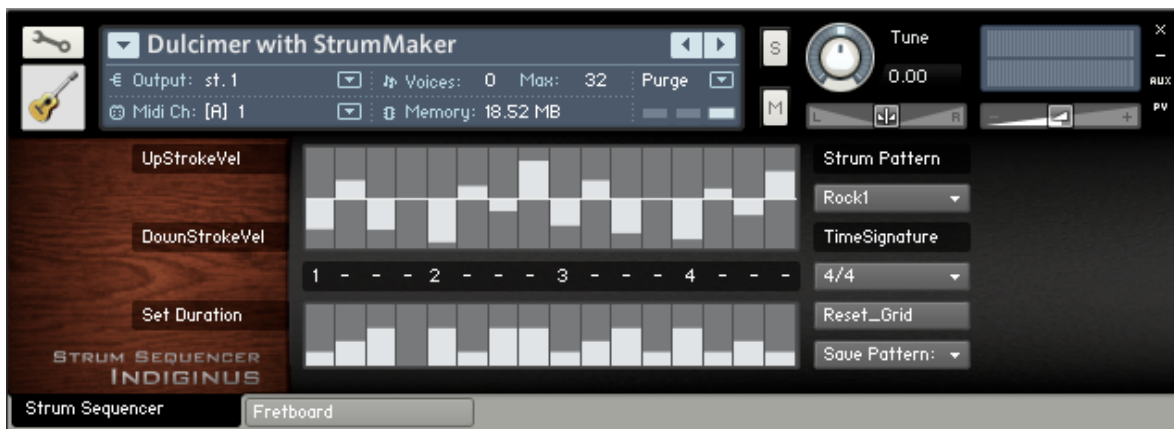 Dulcimer with StrumMaker
Output: st. 1
Voices: 0 Max: 32
Purge
Midi Ch: [A] 1
Memory: 18.52 MB
S
M
Tune
0.00
L
R
-
+
×
-
AUX
PV
UpStrokeVel
DownStrokeVel
1 - - - 2 - - - 3 - - - 4 - - -
Set Duration
STRUM SEQUENCER
INDIGINUS
Strum Pattern
Rock1
TimeSignature
4/4
Reset_Grid
Save Pattern:
Strum Sequencer
Fretboard